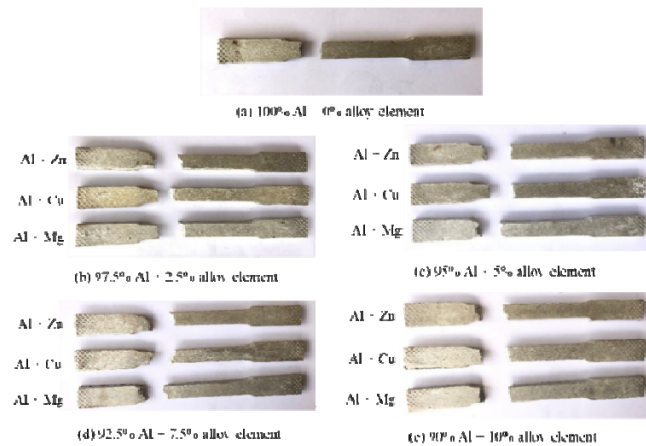 (a) 100% Al – 0% alloy element
Al - Zn
Al - Cu
Al - Mg
(b) 97.5% Al - 2.5% alloy element
Al – Zn
Al - Cu
Al - Mg
(c) 95% Al - 5% alloy element
Al - Zn
Al - Cu
Al - Mg
(d) 92.5% Al – 7.5% alloy element
Al - Zn
Al - Cu
Al - Mg
(e) 90% Al – 10% alloy element